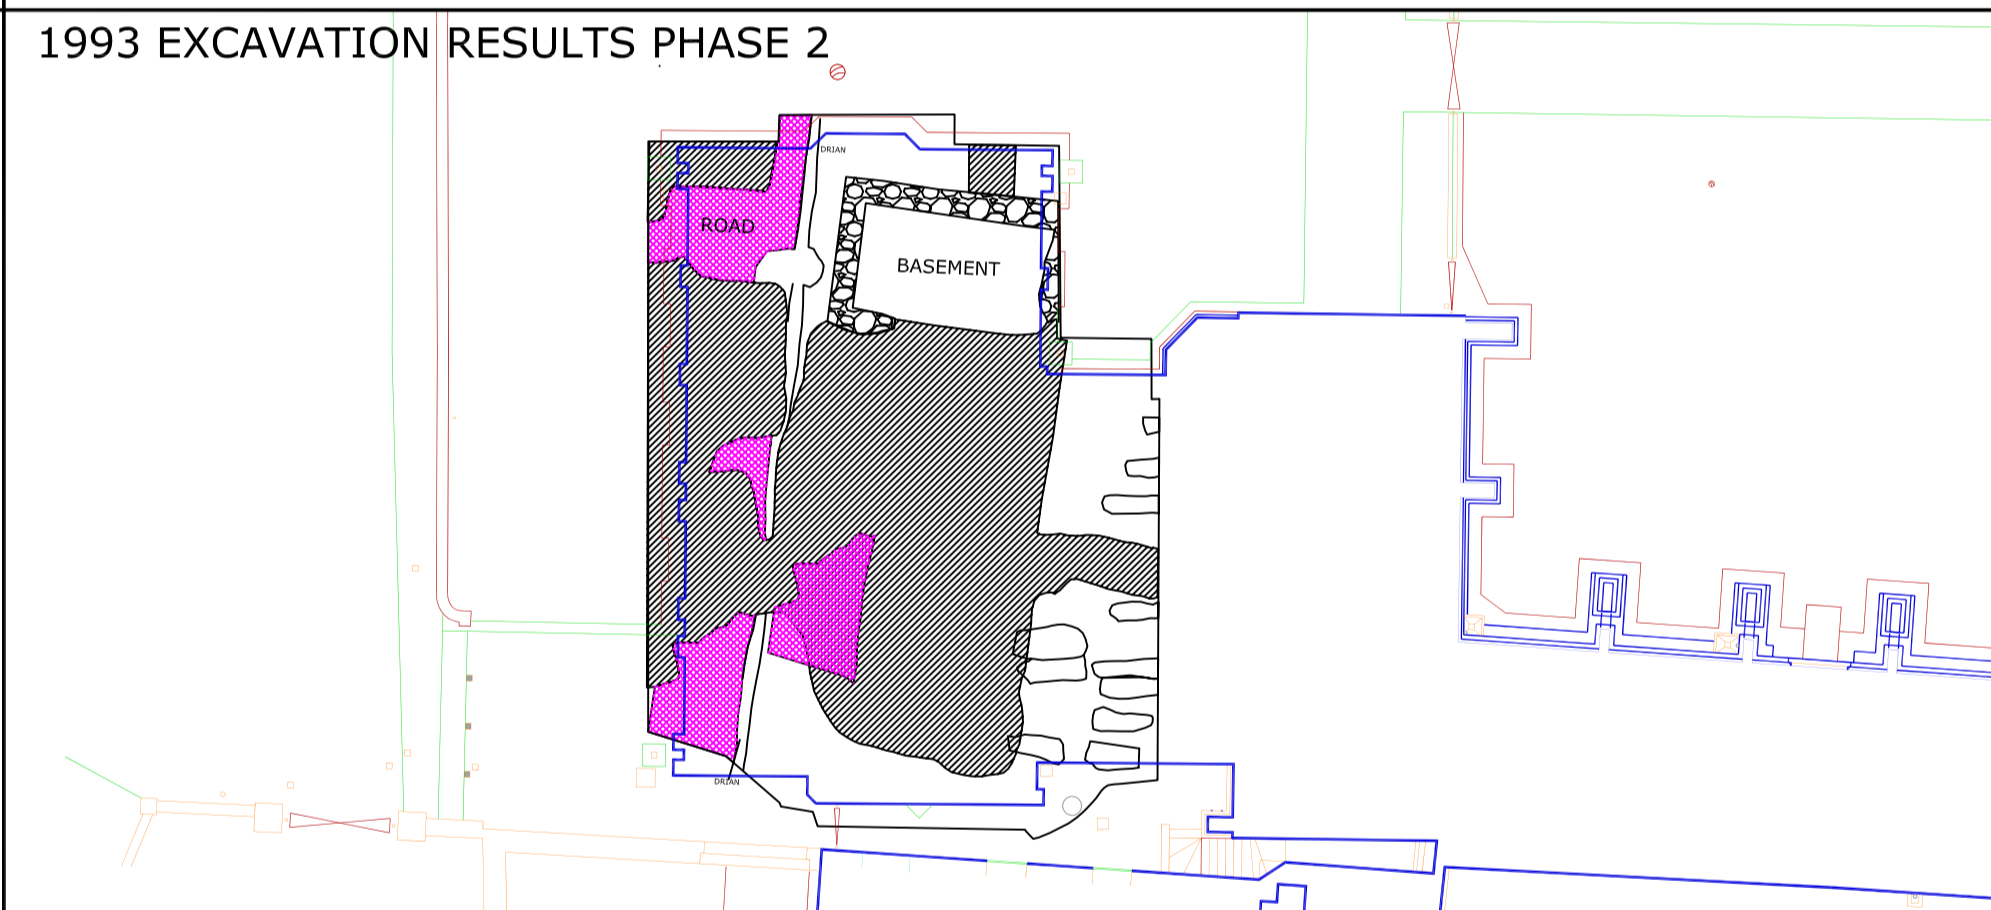 1993 EXCAVATION RESULTS PHASE 2
DRIAN
ROAD
BASEMENT
DRIAN